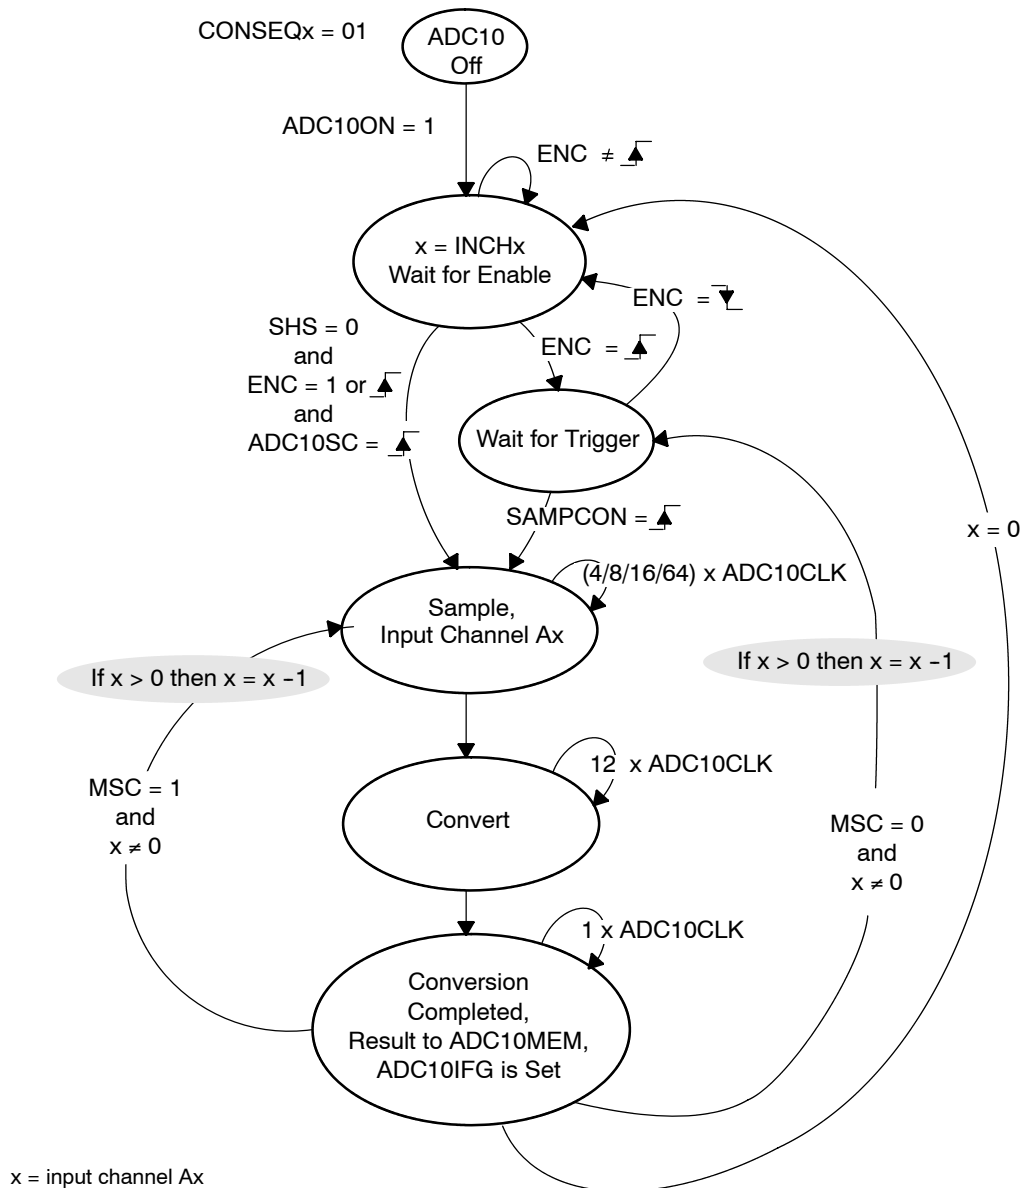 CONSEQx = 01
ADC10
Off
ADC10ON = 1
ENC ≠
x = INCHx
Wait for Enable
ENC =
SHS = 0
and
ENC = 1 or
and
ADC10SC =
ENC =
Wait for Trigger
SAMPCON =
x = 0
(4/8/16/64) x ADC10CLK
Sample,
Input Channel Ax
If x > 0 then x = x -1
If x > 0 then x = x -1
12 x ADC10CLK
MSC = 1
and
x ≠ 0
Convert
MSC = 0
and
x ≠ 0
1 x ADC10CLK
Conversion
Completed,
Result to ADC10MEM,
ADC10IFG is Set
x = input channel Ax